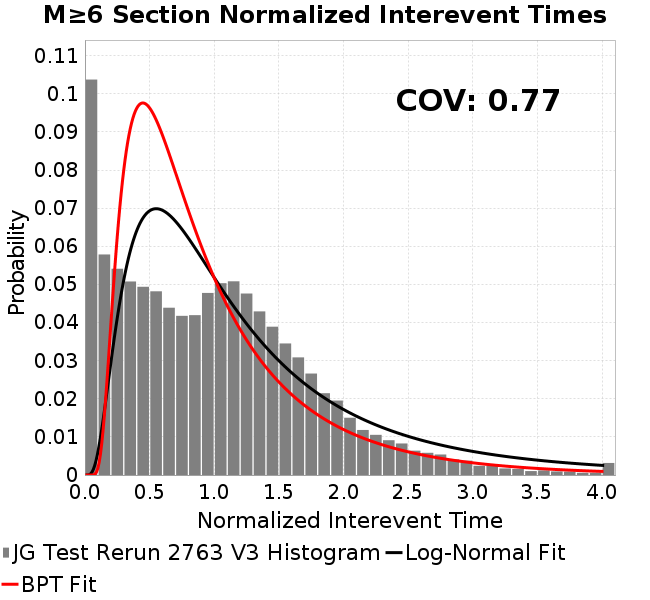 M≥6 Section Normalized Interevent Times
COV: 0.77
Probability
0.11
0.1
0.09
0.08
0.07
0.06
0.05
0.04
0.03
0.02
0.01
0
0.0 0.5 1.0 1.5 2.0 2.5 3.0 3.5 4.0
Normalized Interevent Time
JG Test Rerun 2763 V3 Histogram Log-Normal Fit
BPT Fit